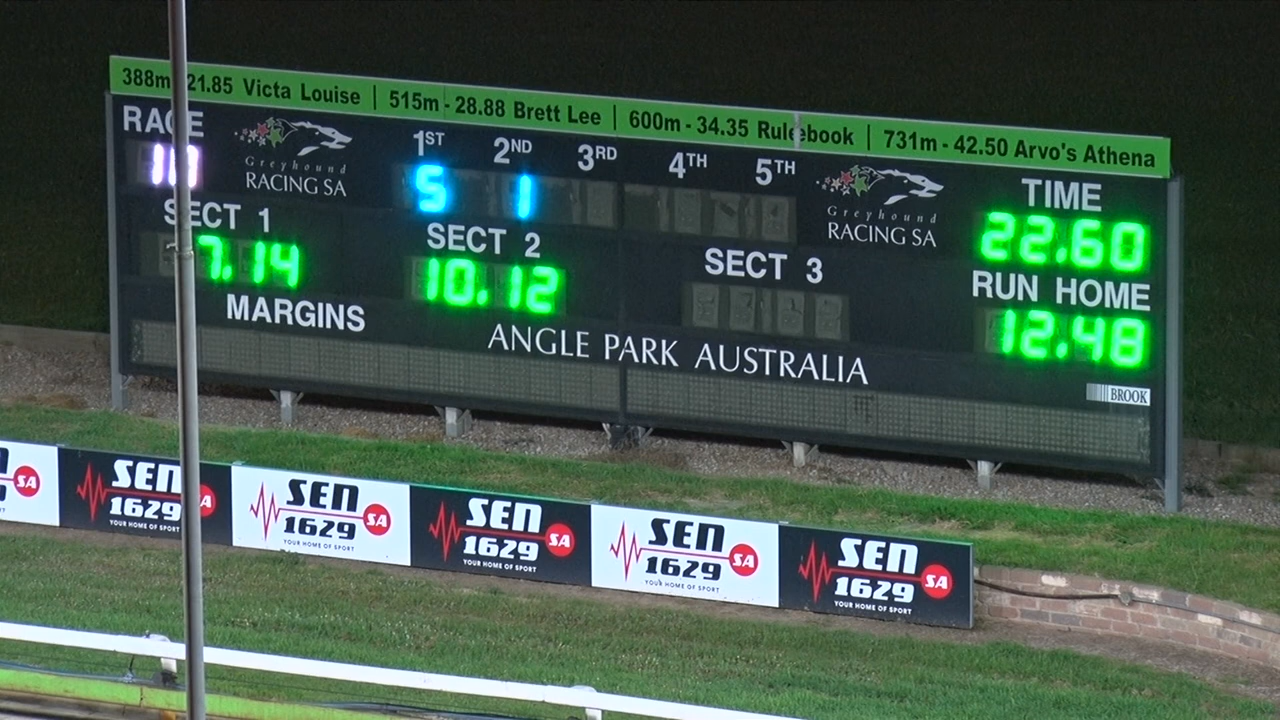 388m - 21.85 Victa Louise | 515m - 28.88 Brett Lee | 600m - 34.35 Rulebook | 731m - 42.50 Arvo's Athena
RACE
Greyhound
RACING SA
1ST 2ND 3RD 4TH 5TH
5 1
Greyhound
RACING SA
TIME
22.60
SECT 1
7.14
SECT 2
10.12
SECT 3
RUN HOME
12.48
MARGINS
ANGLE PARK AUSTRALIA
BROOK
SA
SEN
1629
YOUR HOME OF SPORT
SEN SA
1629
YOUR HOME OF SPORT
SEN SA
1629
YOUR HOME OF SPORT
SEN SA
1629
YOUR HOME OF SPORT
SEN SA
1629
YOUR HOME OF SPORT